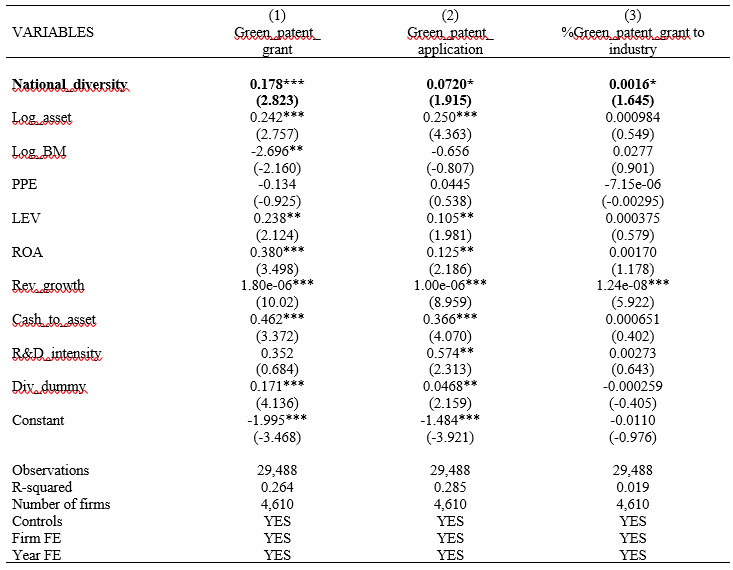 (1) (2) (3)
VARIABLES Green_patent_ Green_patent_ %Green_patent_grant to
grant application industry
National_diversity 0.178*** 0.0720* 0.0016*
(2.823) (1.915) (1.645)
Log_asset 0.242*** 0.250*** 0.000984
(2.757) (4.363) (0.549)
Log_BM -2.696** -0.656 0.0277
(-2.160) (-0.807) (0.901)
PPE -0.134 0.0445 -7.15e-06
(-0.925) (0.538) (-0.00295)
LEV 0.238** 0.105** 0.000375
(2.124) (1.981) (0.579)
ROA 0.380*** 0.125** 0.00170
(3.498) (2.186) (1.178)
Rev_growth 1.80e-06*** 1.00e-06*** 1.24e-08***
(10.02) (8.959) (5.922)
Cash_to_asset 0.462*** 0.366*** 0.000651
(3.372) (4.070) (0.402)
R&D_intensity 0.352 0.574** 0.00273
(0.684) (2.313) (0.643)
Div_dummy 0.171*** 0.0468** -0.000259
(4.136) (2.159) (-0.405)
Constant -1.995*** -1.484*** -0.0110
(-3.468) (-3.921) (-0.976)
Observations 29,488 29,488 29,488
R-squared 0.264 0.285 0.019
Number of firms 4,610 4,610 4,610
Controls YES YES YES
Firm FE YES YES YES
Year FE YES YES YES